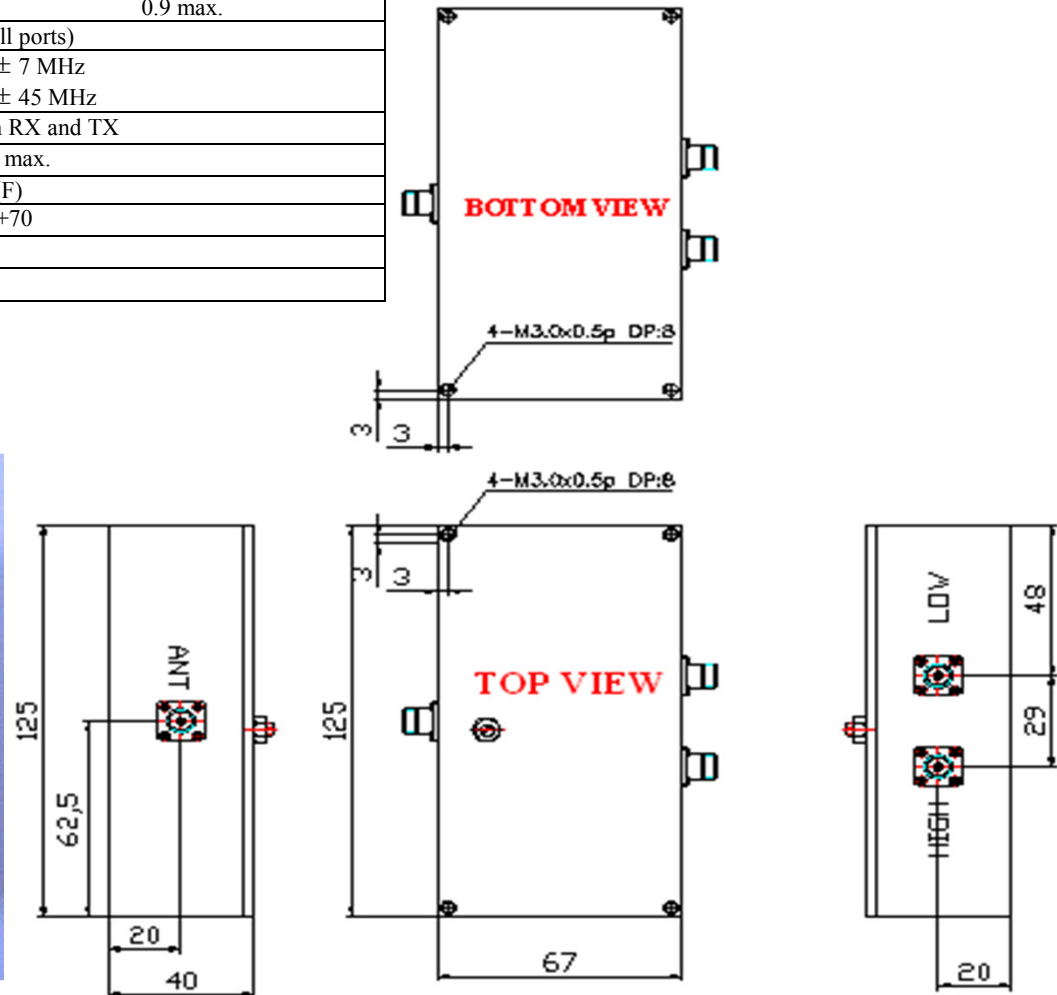 0.9 max.
ll ports)
± 7 MHz
± 45 MHz
n RX and TX
max.
F)
+70
BOTTOM VIEW
4-M3.0x0.5p DP:8
3
3
4-M3.0x0.5p DP:8
3
3
ANT
125
62,5
20
40
TOP VIEW
125
67
LOW
HIGH
48
29
20